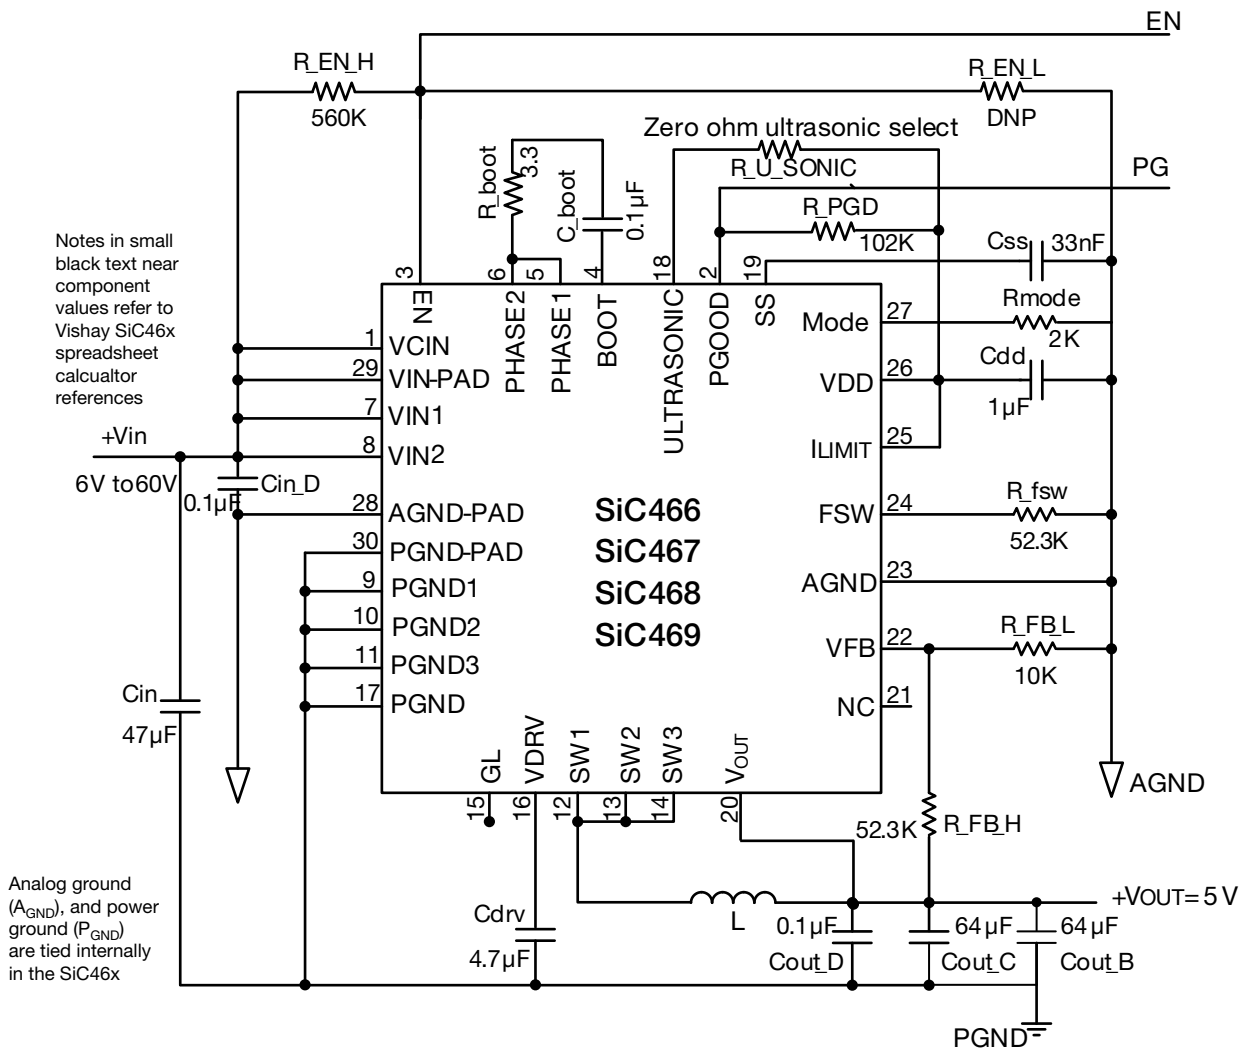 EN
R_EN_H
560K
R_EN_L
DNP
Zero ohm ultrasonic select
R_U_SONIC
PG
R_boot
3.3
C_boot
0.1µF
R_PGD
102K
Css
33nF
Notes in small
black text near
component
values refer to
Vishay SiC46x
spreadsheet
calcualtor
references
3
6
5
4
18
2
19
EN
PHASE2
PHASE1
BOOT
ULTRASONIC
PGOOD
SS
Mode
27
Rmode
2K
1
VCIN
29
VIN-PAD
7
VIN1
8
VIN2
VDD
26
Cdd
1µF
ILIMIT
25
+Vin
6V to60V
0.1µF
Cin_D
28
AGND-PAD
30
PGND-PAD
9
PGND1
10
PGND2
11
PGND3
17
PGND
SiC466
SiC467
SiC468
SiC469
FSW
24
R_fsw
52.3K
AGND
23
VFB
22
R_FB_L
10K
NC
21
Cin
47µF
GL
VDRV
SW1
SW2
SW3
VOUT
15
16
12
13
14
20
AGND
52.3K
R_FB_H
Analog ground
(AGND), and power
ground (PGND)
are tied internally
in the SiC46x
Cdrv
4.7µF
L
+VOUT= 5 V
0.1µF
Cout_D
64µF
Cout_C
64µF
Cout_B
PGND